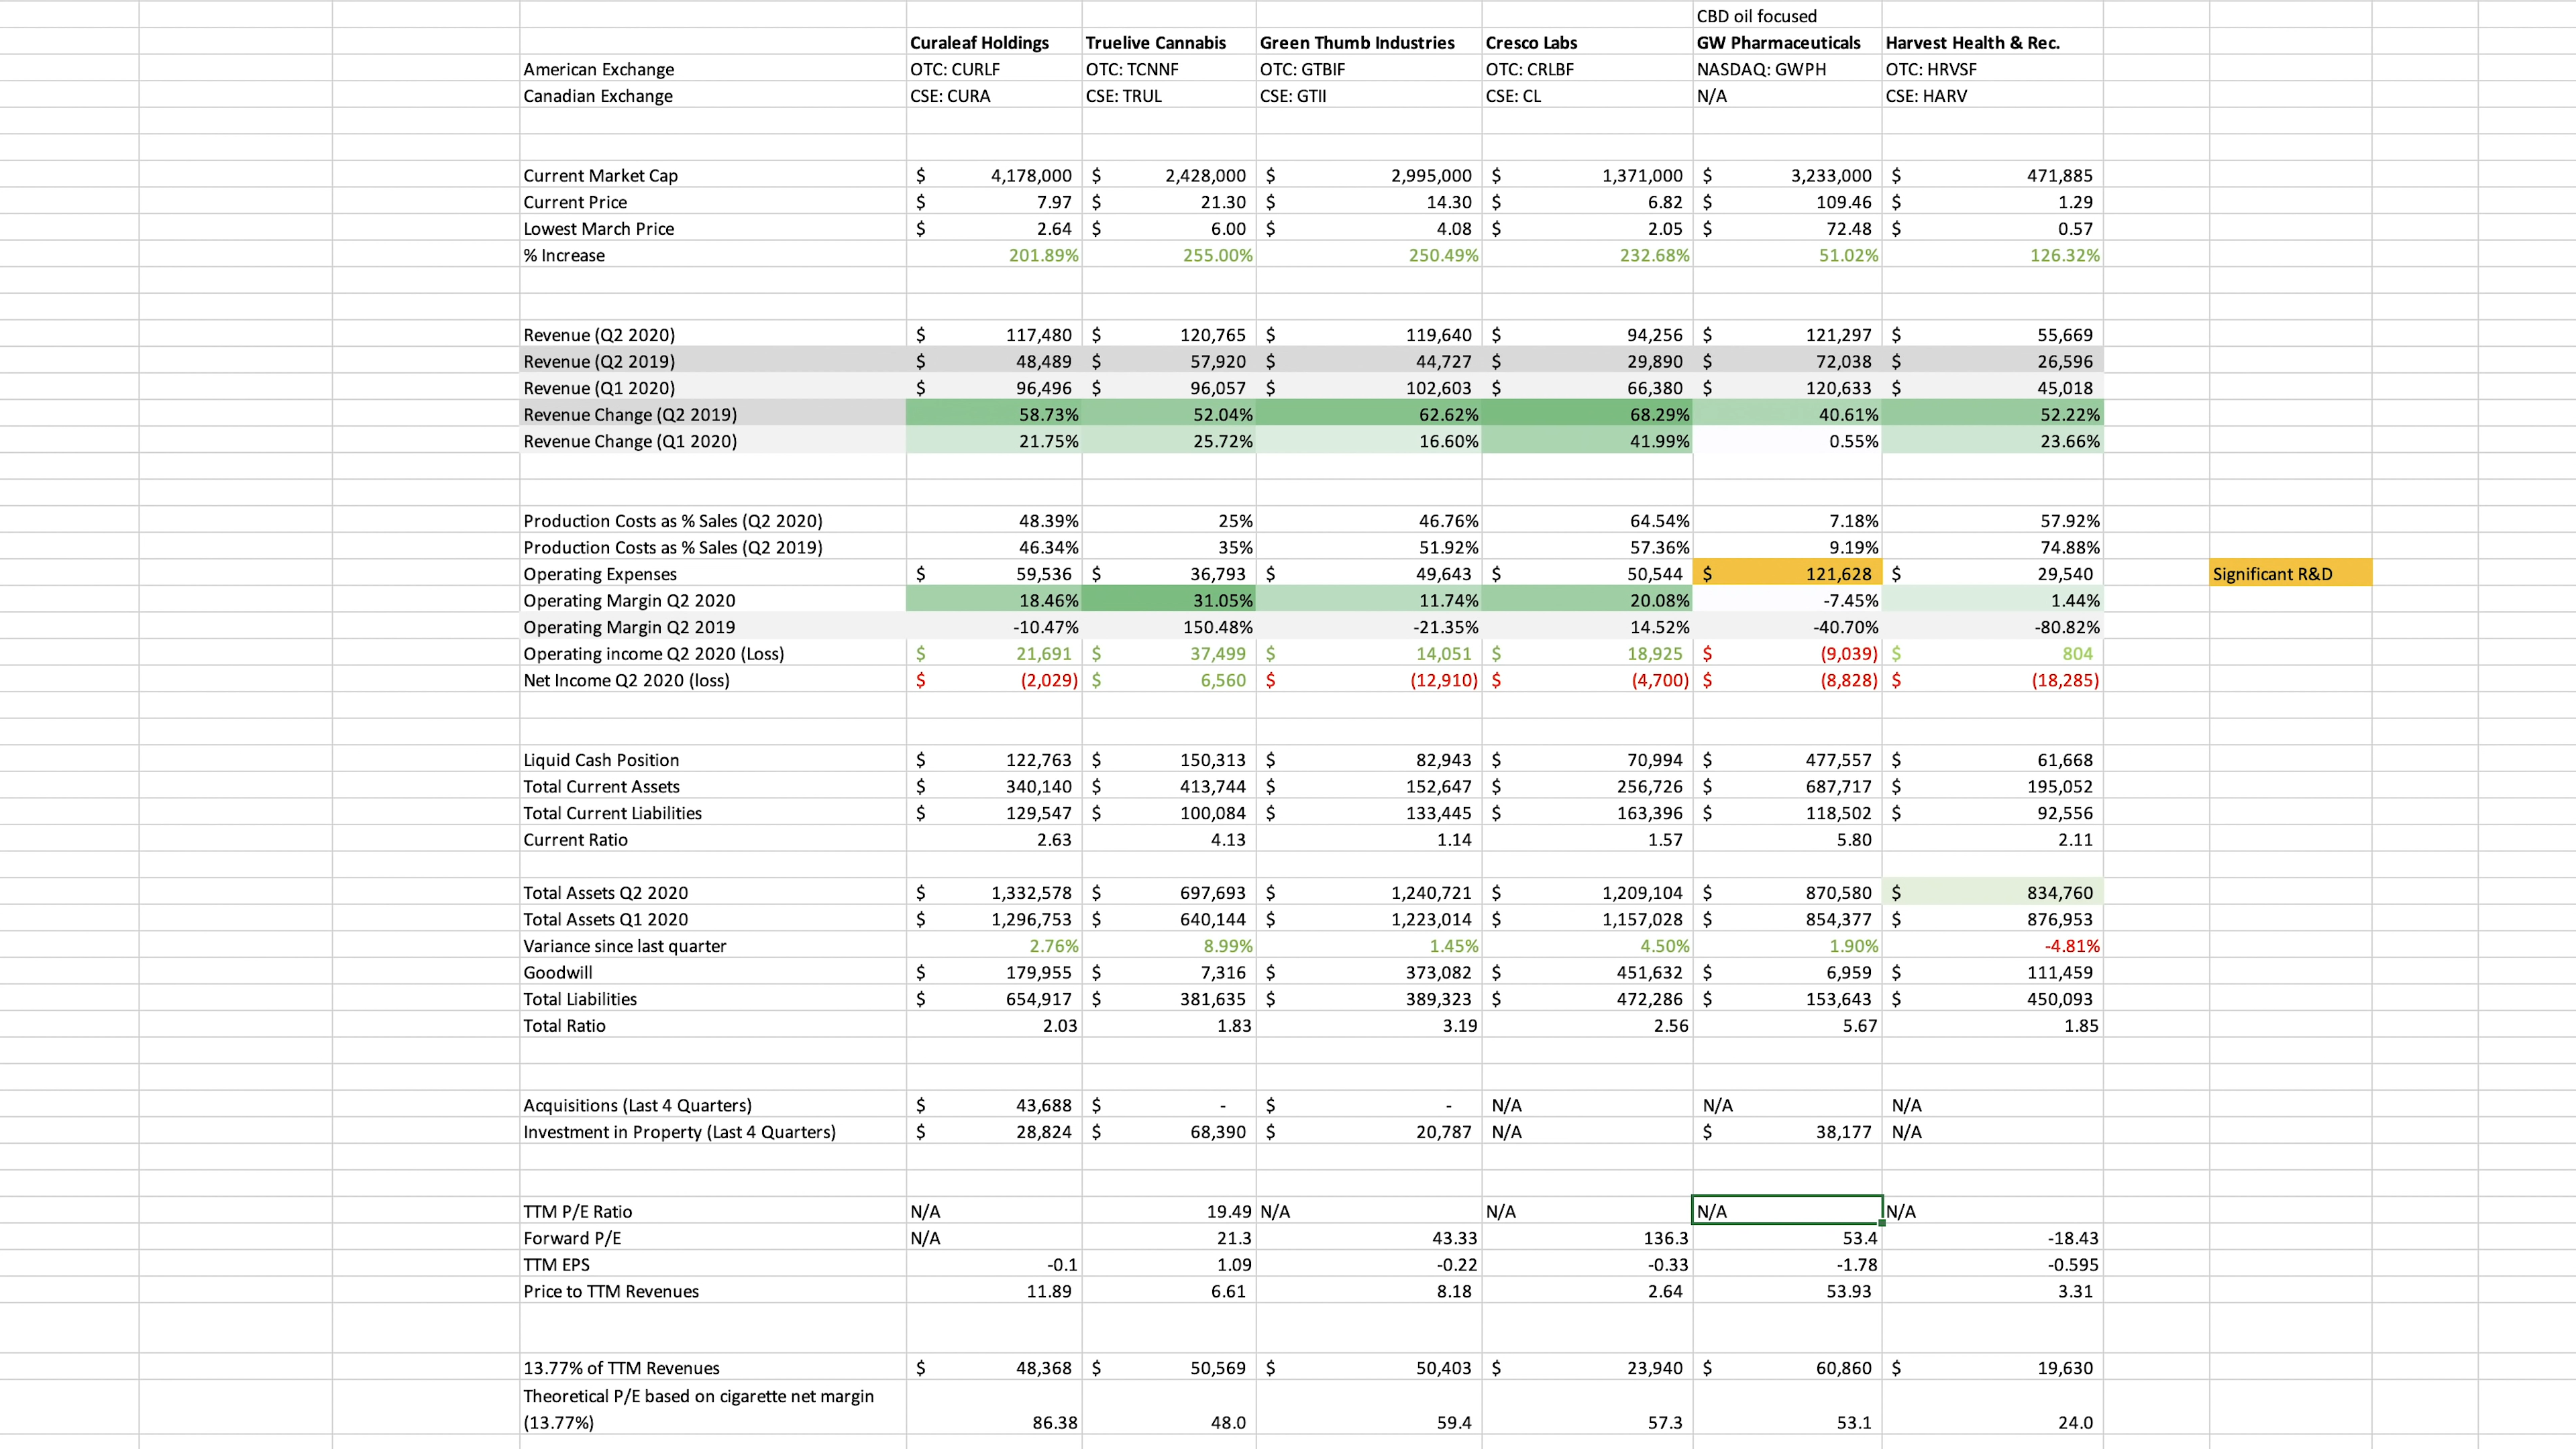 CBD oil focused
Curaleaf Holdings Truelive Cannabis Green Thumb Industries Cresco Labs GW Pharmaceuticals Harvest Health & Rec.
American Exchange OTC: CURLF OTC: TCNNF OTC: GTBIF OTC: CRLBF NASDAQ: GWPH OTC: HRVSF
Canadian Exchange CSE: CURA CSE: TRUL CSE: GTII CSE: CL N/A CSE: HARV
Current Market Cap $ 4,178,000 $ 2,428,000 $ 2,995,000 $ 1,371,000 $ 3,233,000 $ 471,885
Current Price $ 7.97 $ 21.30 $ 14.30 $ 6.82 $ 109.46 $ 1.29
Lowest March Price $ 2.64 $ 6.00 $ 4.08 $ 2.05 $ 72.48 $ 0.57
% Increase 201.89% 255.00% 250.49% 232.68% 51.02% 126.32%
Revenue (Q2 2020) $ 117,480 $ 120,765 $ 119,640 $ 94,256 $ 121,297 $ 55,669
Revenue (Q2 2019) $ 48,489 $ 57,920 $ 44,727 $ 29,890 $ 72,038 $ 26,596
Revenue (Q1 2020) $ 96,496 $ 96,057 $ 102,603 $ 66,380 $ 120,633 $ 45,018
Revenue Change (Q2 2019) 58.73% 52.04% 62.62% 68.29% 40.61% 52.22%
Revenue Change (Q1 2020) 21.75% 25.72% 16.60% 41.99% 0.55% 23.66%
Production Costs as % Sales (Q2 2020) 48.39% 25% 46.76% 64.54% 7.18% 57.92%
Production Costs as % Sales (Q2 2019) 46.34% 35% 51.92% 57.36% 9.19% 74.88%
Operating Expenses $ 59,536 $ 36,793 $ 49,643 $ 50,544 $ 121,628 $ 29,540 Significant R&D
Operating Margin Q2 2020 18.46% 31.05% 11.74% 20.08% -7.45% 1.44%
Operating Margin Q2 2019 -10.47% 150.48% -21.35% 14.52% -40.70% -80.82%
Operating income Q2 2020 (Loss) $ 21,691 $ 37,499 $ 14,051 $ 18,925 $ (9,039) $ 804
Net Income Q2 2020 (loss) $ (2,029) $ 6,560 $ (12,910) $ (4,700) $ (8,828) $ (18,285)
Liquid Cash Position $ 122,763 $ 150,313 $ 82,943 $ 70,994 $ 477,557 $ 61,668
Total Current Assets $ 340,140 $ 413,744 $ 152,647 $ 256,726 $ 687,717 $ 195,052
Total Current Liabilities $ 129,547 $ 100,084 $ 133,445 $ 163,396 $ 118,502 $ 92,556
Current Ratio 2.63 4.13 1.14 1.57 5.80 2.11
Total Assets Q2 2020 $ 1,332,578 $ 697,693 $ 1,240,721 $ 1,209,104 $ 870,580 $ 834,760
Total Assets Q1 2020 $ 1,296,753 $ 640,144 $ 1,223,014 $ 1,157,028 $ 854,377 $ 876,953
Variance since last quarter 2.76% 8.99% 1.45% 4.50% 1.90% -4.81%
Goodwill $ 179,955 $ 7,316 $ 373,082 $ 451,632 $ 6,959 $ 111,459
Total Liabilities $ 654,917 $ 381,635 $ 389,323 $ 472,286 $ 153,643 $ 450,093
Total Ratio 2.03 1.83 3.19 2.56 5.67 1.85
Acquisitions (Last 4 Quarters) $ 43,688 $ - $ - N/A N/A N/A
Investment in Property (Last 4 Quarters) $ 28,824 $ 68,390 $ 20,787 N/A $ 38,177 N/A
TTM P/E Ratio N/A 19.49 N/A N/A N/A N/A
Forward P/E N/A 21.3 43.33 136.3 53.4 -18.43
TTM EPS -0.1 1.09 -0.22 -0.33 -1.78 -0.595
Price to TTM Revenues 11.89 6.61 8.18 2.64 53.93 3.31
13.77% of TTM Revenues $ 48,368 $ 50,569 $ 50,403 $ 23,940 $ 60,860 $ 19,630
Theoretical P/E based on cigarette net margin
(13.77%) 86.38 48.0 59.4 57.3 53.1 24.0